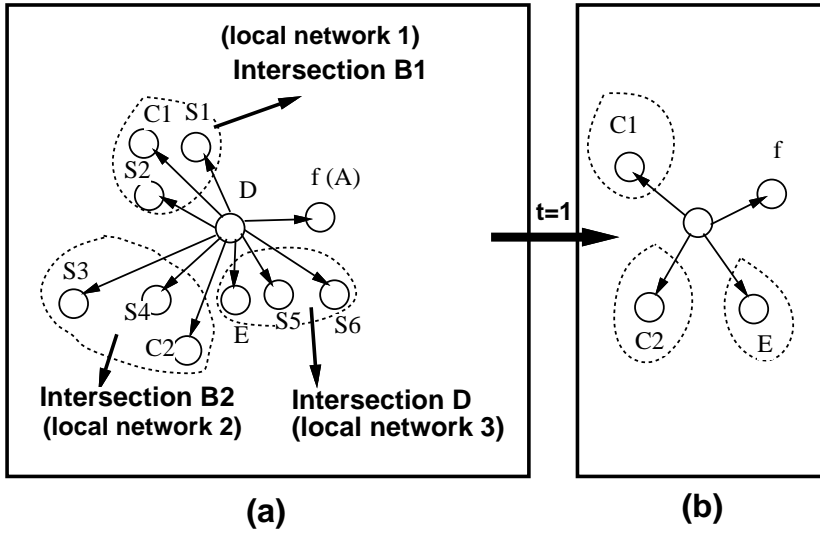 (local network 1)
Intersection B1
C1
S1
S2
D
f (A)
S3
S4
C2
E
S5
S6
Intersection B2
(local network 2)
Intersection D
(local network 3)
(a)
t=1
C1
f
C2
E
(b)